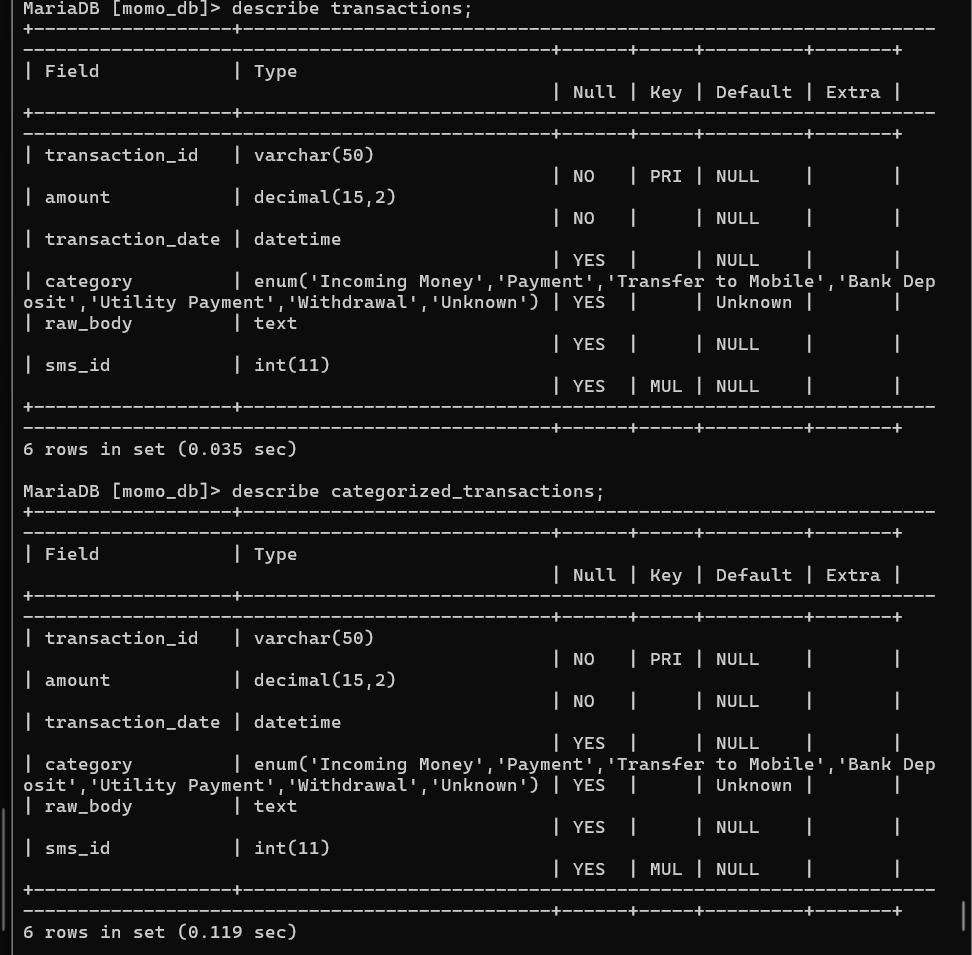 MariaDB [momo_db]> describe transactions;
+-------------------+---------------------------------------------------------------
------------------------------------------------+------+-----+---------+-------+
| Field             | Type
                                                | Null | Key | Default | Extra |
+-------------------+---------------------------------------------------------------
------------------------------------------------+------+-----+---------+-------+
| transaction_id   | varchar(50)
                                                | NO   | PRI | NULL    |       |
| amount           | decimal(15,2)
                                                | NO   |     | NULL    |       |
| transaction_date | datetime
                                                | YES  |     | NULL    |       |
| category         | enum('Incoming Money','Payment','Transfer to Mobile','Bank Dep
osit','Utility Payment','Withdrawal','Unknown') | YES  |     | Unknown |       |
| raw_body         | text
                                                | YES  |     | NULL    |       |
| sms_id           | int(11)
                                                | YES  | MUL | NULL    |       |
+-------------------+---------------------------------------------------------------
------------------------------------------------+------+-----+---------+-------+
6 rows in set (0.035 sec)

MariaDB [momo_db]> describe categorized_transactions;
+-------------------+---------------------------------------------------------------
------------------------------------------------+------+-----+---------+-------+
| Field            | Type
                                                | Null | Key | Default | Extra |
+-------------------+---------------------------------------------------------------
------------------------------------------------+------+-----+---------+-------+
| transaction_id   | varchar(50)
                                                | NO   | PRI | NULL    |       |
| amount           | decimal(15,2)
                                                | NO   |     | NULL    |       |
| transaction_date | datetime
                                                | YES  |     | NULL    |       |
| category         | enum('Incoming Money','Payment','Transfer to Mobile','Bank Dep
osit','Utility Payment','Withdrawal','Unknown') | YES  |     | Unknown |       |
| raw_body         | text
                                                | YES  |     | NULL    |       |
| sms_id           | int(11)
                                                | YES  | MUL | NULL    |       |
+-------------------+---------------------------------------------------------------
------------------------------------------------+------+-----+---------+-------+
6 rows in set (0.119 sec)